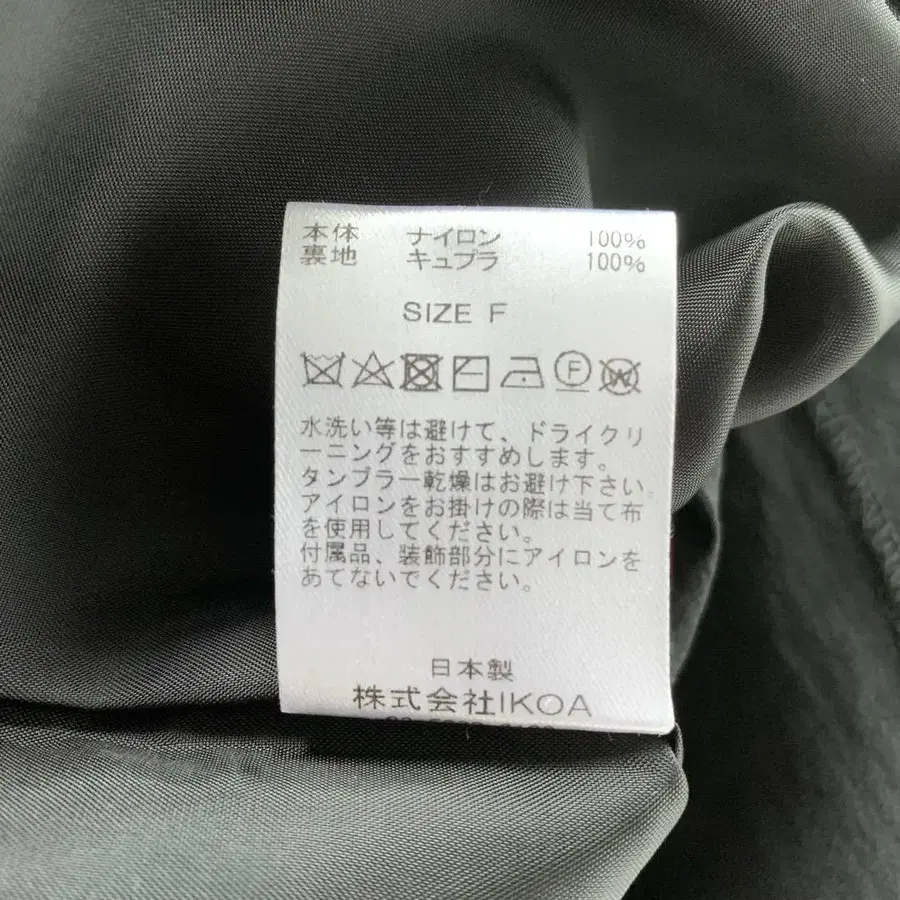 本体 ナイロン 100%
裏地 キュプラ 100%
SIZE F
F W
水洗い等は避けて、ドライクリ
ーニングをおすすめします。
タンブラー乾燥はお避け下さい。
アイロンをお掛けの際は当て布
を使用してください。
付属品、装飾部分にアイロンを
あてないでください。
日本製
株式会社IKOA